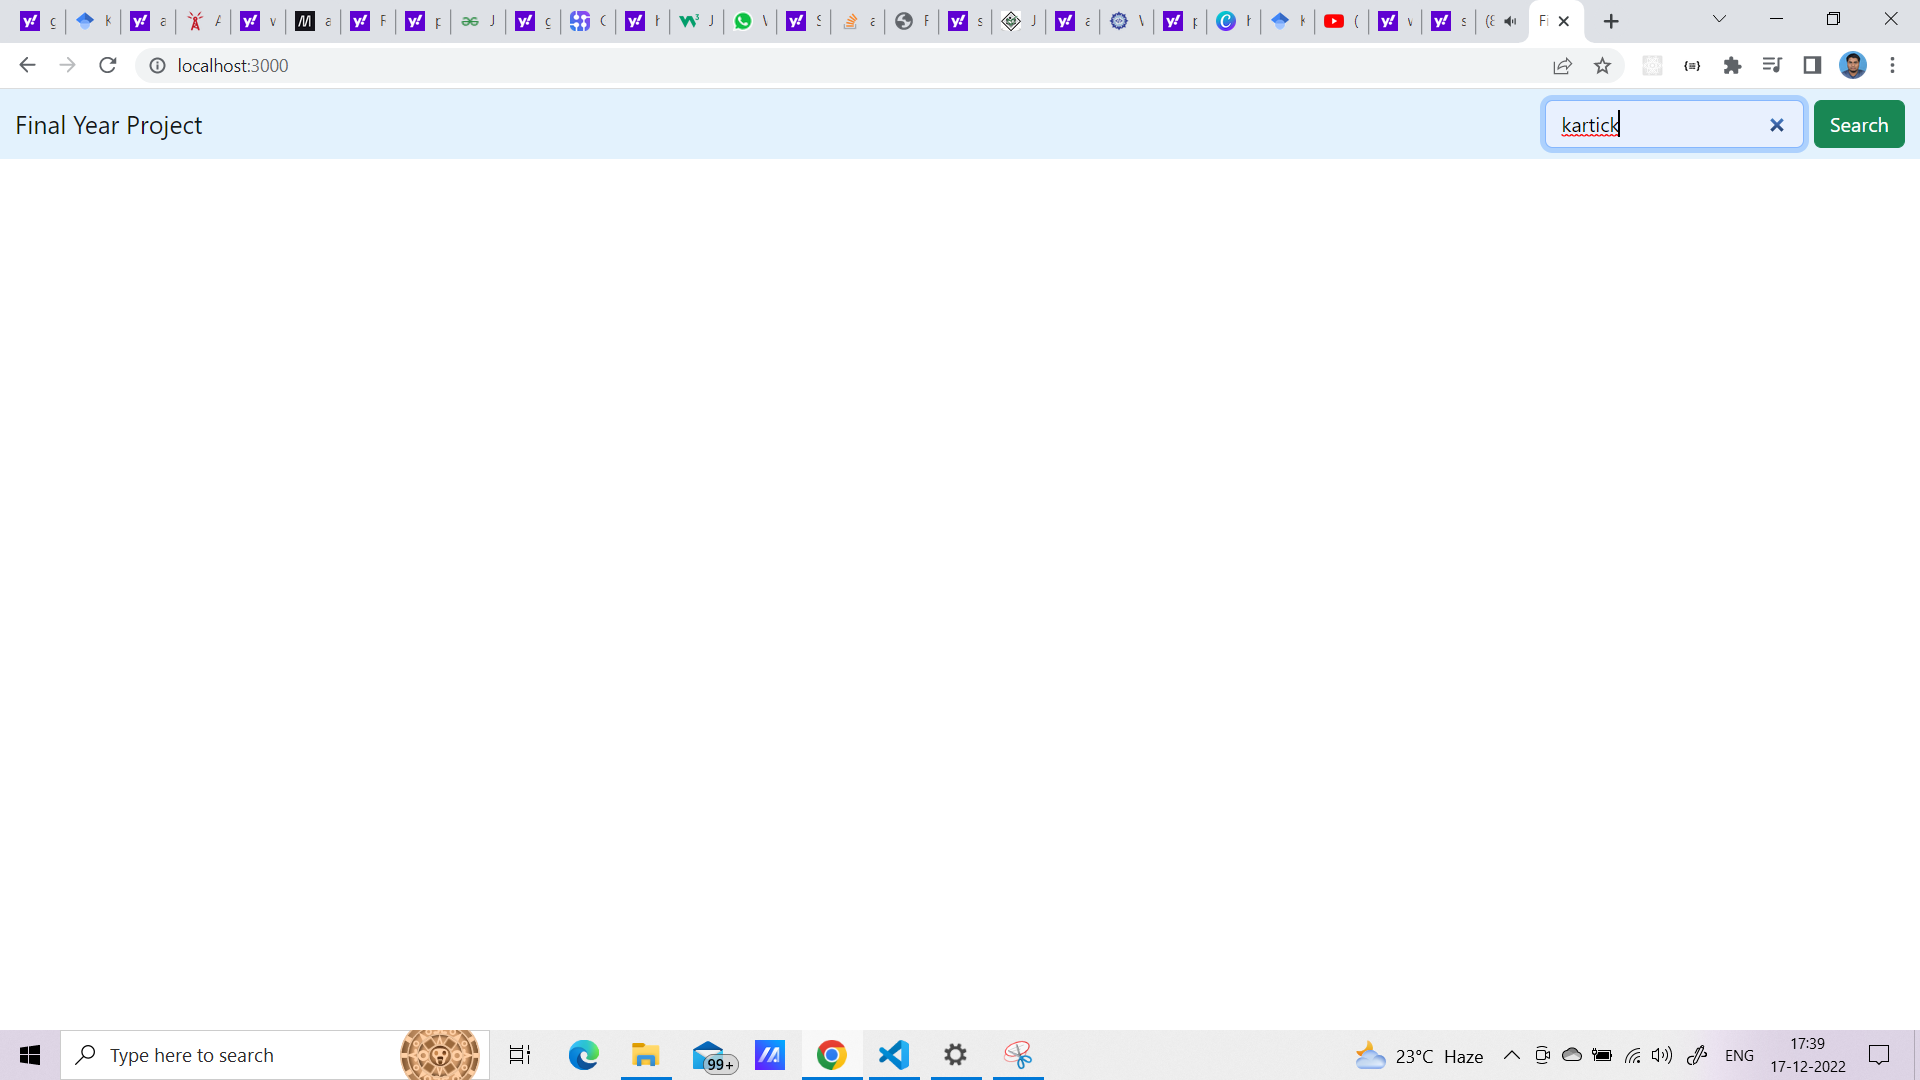 localhost:3000
Final Year Project
kartick
Search
Type here to search
99+
23°C Haze
ENG
17:39
17-12-2022